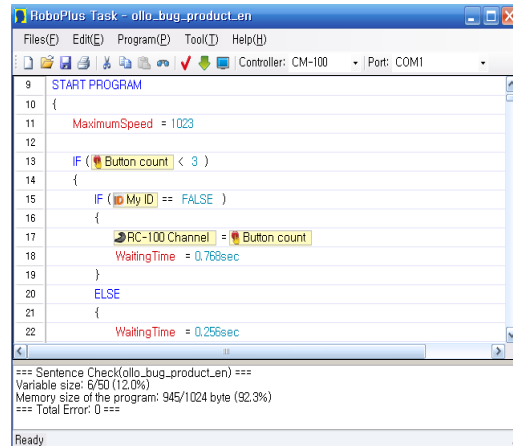 RoboPlus Task - ollo_bug_product_en
Files(F) Edit(E) Program(P) Tool(T) Help(H)
Controller: CM-100 Port: COM1
9 START PROGRAM
10 {
11 MaximumSpeed = 1023
12
13 IF ( Button count < 3 )
14 {
15 IF ( ID My ID == FALSE )
16 {
17 RC-100 Channel = Button count
18 WaitingTime = 0.768sec
19 }
20 ELSE
21 {
22 WaitingTime = 0.256sec
=== Sentence Check(ollo_bug_product_en) ===
Variable size: 6/50 (12.0%)
Memory size of the program: 945/1024 byte (92.3%)
=== Total Error: 0 ===
Ready